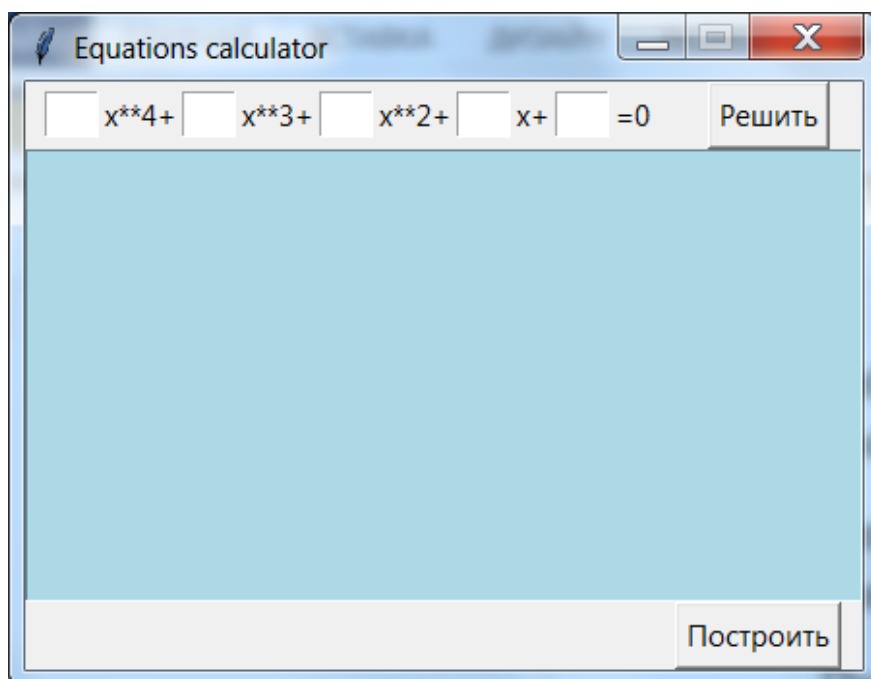 Equations calculator
x**4+ x**3+ x**2+ x+ =0 Решить
Построить